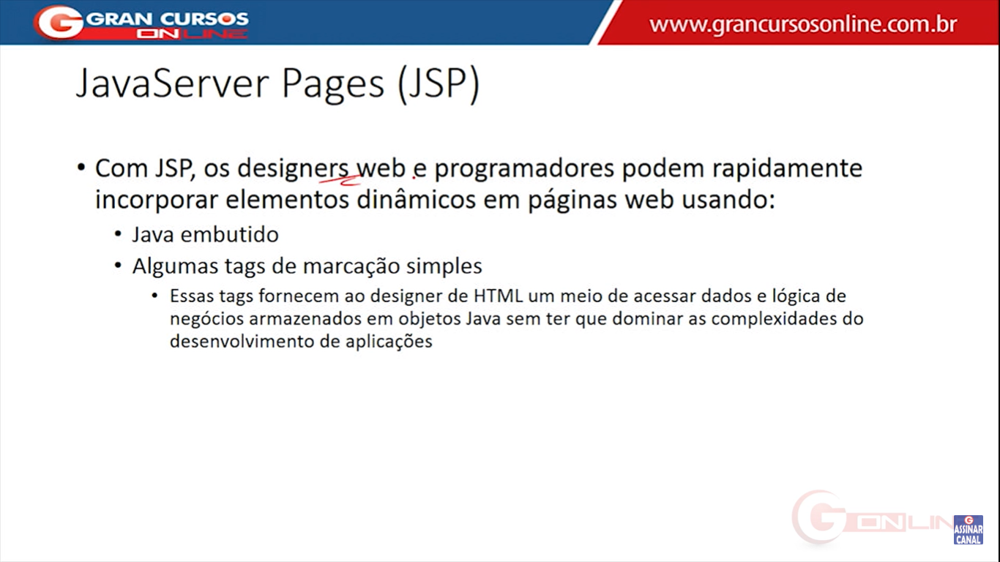 GRAN CURSOS
ONLINE
www.grancursosonline.com.br
JavaServer Pages (JSP)
• Com JSP, os designers web e programadores podem rapidamente
incorporar elementos dinâmicos em páginas web usando:
• Java embutido
• Algumas tags de marcação simples
• Essas tags fornecem ao designer de HTML um meio de acessar dados e lógica de
negócios armazenados em objetos Java sem ter que dominar as complexidades do
desenvolvimento de aplicações
G ONLIN
G
ASSINAR
CANAL